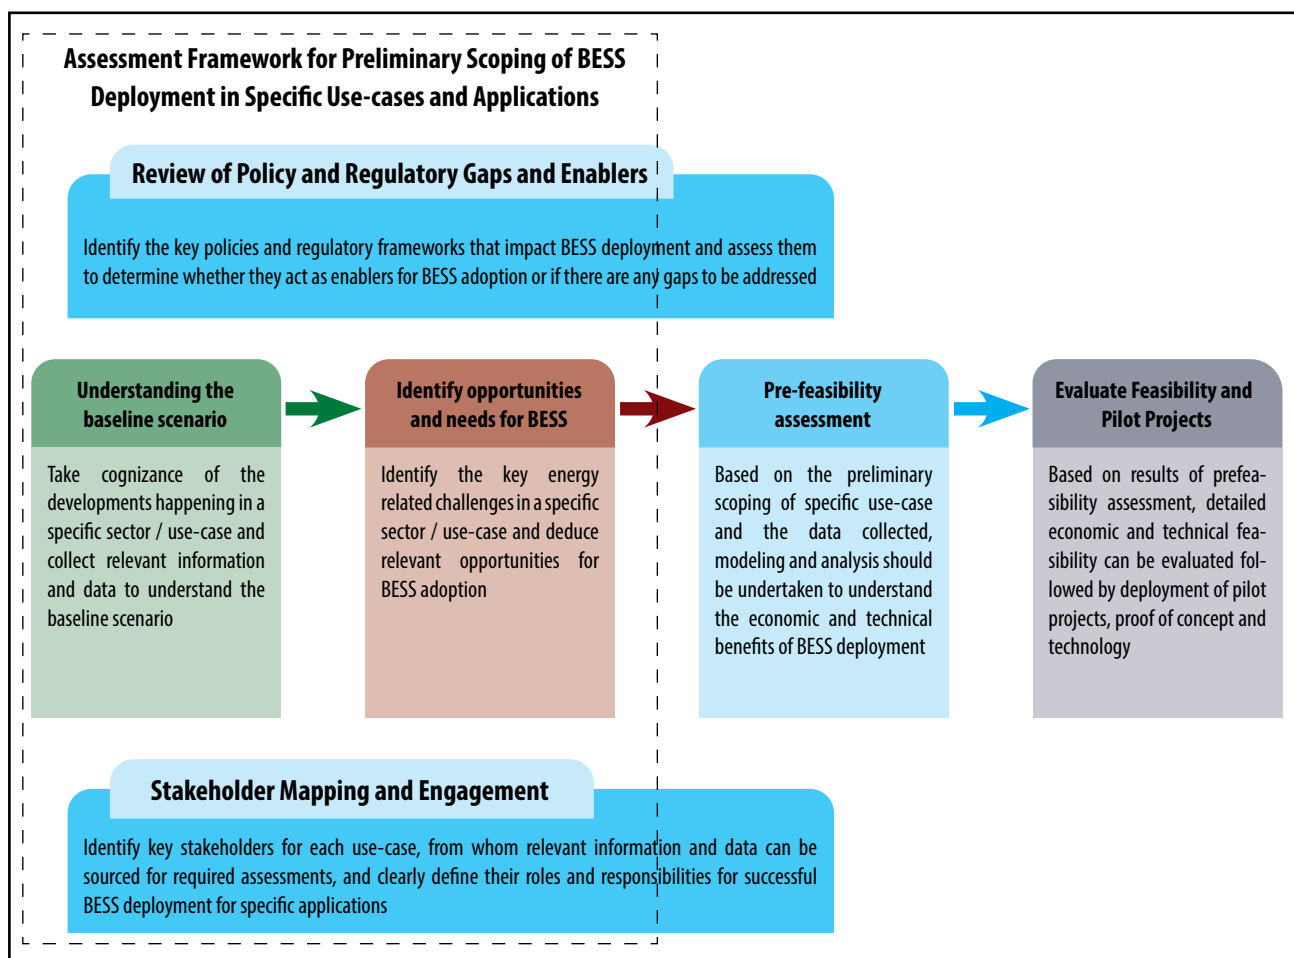 Assessment Framework for Preliminary Scoping of BESS
Deployment in Specific Use-cases and Applications
Review of Policy and Regulatory Gaps and Enablers
Identify the key policies and regulatory frameworks that impact BESS deployment and assess them
to determine whether they act as enablers for BESS adoption or if there are any gaps to be addressed
Understanding the
baseline scenario
Take cognizance of the
developments happening in a
specific sector / use-case and
collect relevant information
and data to understand the
baseline scenario
Identify opportunities
and needs for BESS
Identify the key energy
related challenges in a specific
sector / use-case and deduce
relevant opportunities for
BESS adoption
Pre-feasibility
assessment
Based on the preliminary
scoping of specific use-case
and the data collected,
modeling and analysis should
be undertaken to understand
the economic and technical
benefits of BESS deployment
Evaluate Feasibility and
Pilot Projects
Based on results of prefea-
sibility assessment, detailed
economic and technical fea-
sibility can be evaluated fol-
lowed by deployment of pilot
projects, proof of concept and
technology
Stakeholder Mapping and Engagement
Identify key stakeholders for each use-case, from whom relevant information and data can be
sourced for required assessments, and clearly define their roles and responsibilities for successful
BESS deployment for specific applications